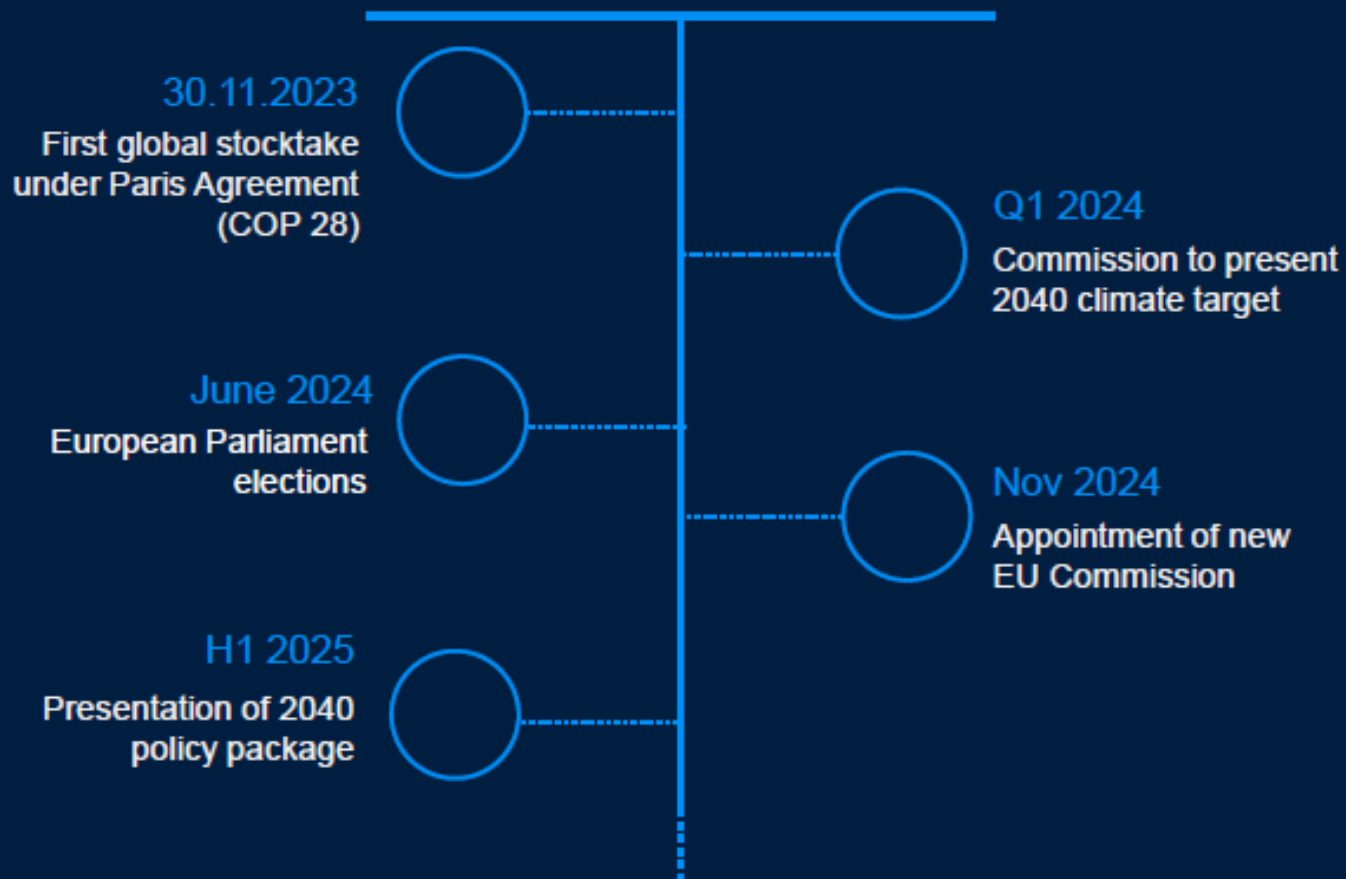 30.11.2023
First global stocktake
under Paris Agreement
(COP 28)
Q1 2024
Commission to present
2040 climate target
June 2024
European Parliament
elections
Nov 2024
Appointment of new
EU Commission
H1 2025
Presentation of 2040
policy package